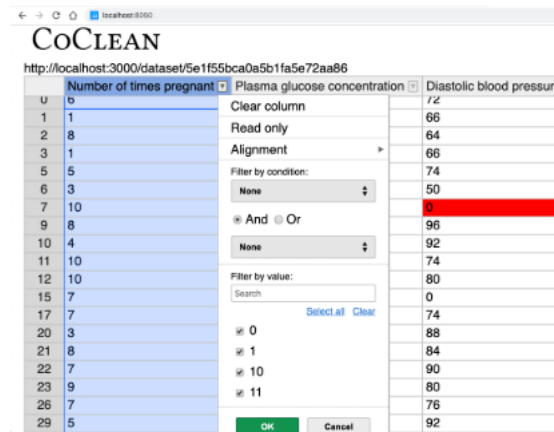 localhost:8060
CoClean
http://localhost:3000/dataset/5e1f55bca0a5b1fa5e72aa86
Number of times pregnant Plasma glucose concentration Diastolic blood pressur
0 6 72
1 1 66
2 8 64
3 1 66
5 5 74
6 3 50
7 10 0
9 8 96
10 4 92
11 10 74
12 10 80
15 7 0
17 7 74
20 3 88
21 8 84
22 7 90
23 9 80
26 7 76
29 5 92
Clear column
Read only
Alignment
Filter by condition:
None
And Or
None
Filter by value:
Search
Select all Clear
0
1
10
11
OK Cancel